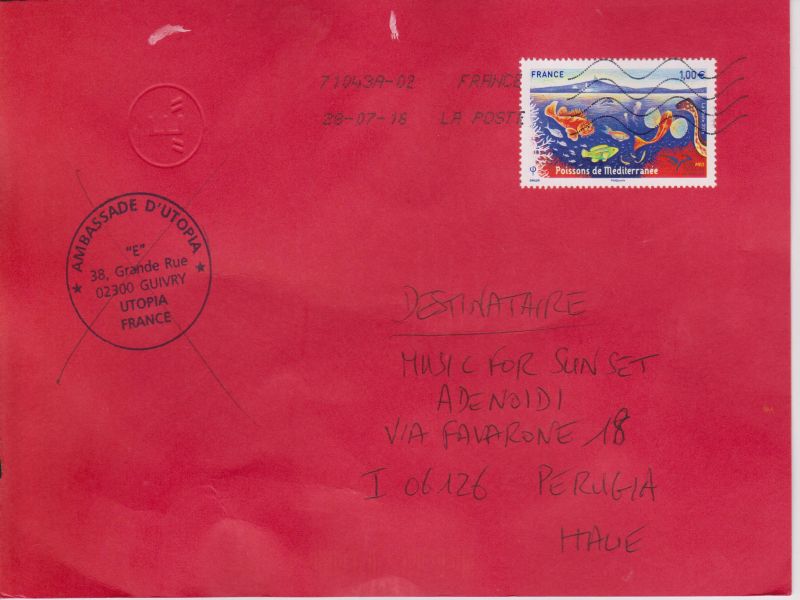 71043A-02 FRANCE
28-07-16 LA POSTE
FRANCE 1,00 €
Poissons de Méditerranée
AMBASSADE D'UTOPIA
"E"
38, Grande Rue
02300 GUIVRY
UTOPIA
FRANCE
DESTINATAIRE
MUSIC FOR SUNSET
ADENOIDI
VIA FAVARONE 18
I 06126 PERUGIA
ITALIE